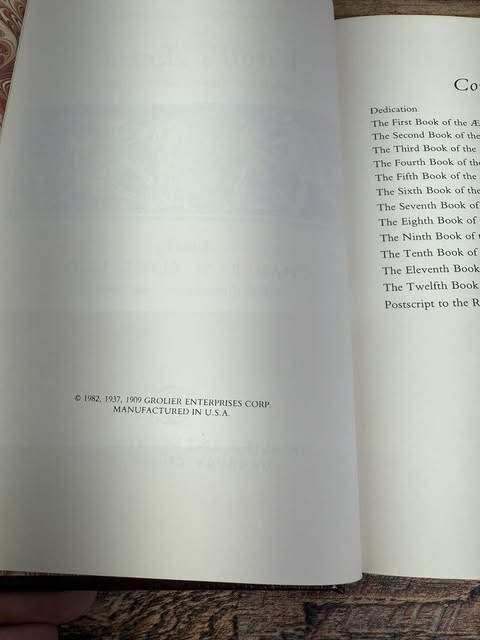 © 1982, 1937, 1909 GROLIER ENTERPRISES CORP.
MANUFACTURED IN U.S.A.
Co
Dedication
The First Book of the Æ
The Second Book of the
The Third Book of the
The Fourth Book of the
The Fifth Book of the
The Sixth Book of the
The Seventh Book of
The Eighth Book of
The Ninth Book of
The Tenth Book of
The Eleventh Book
The Twelfth Book
Postscript to the R